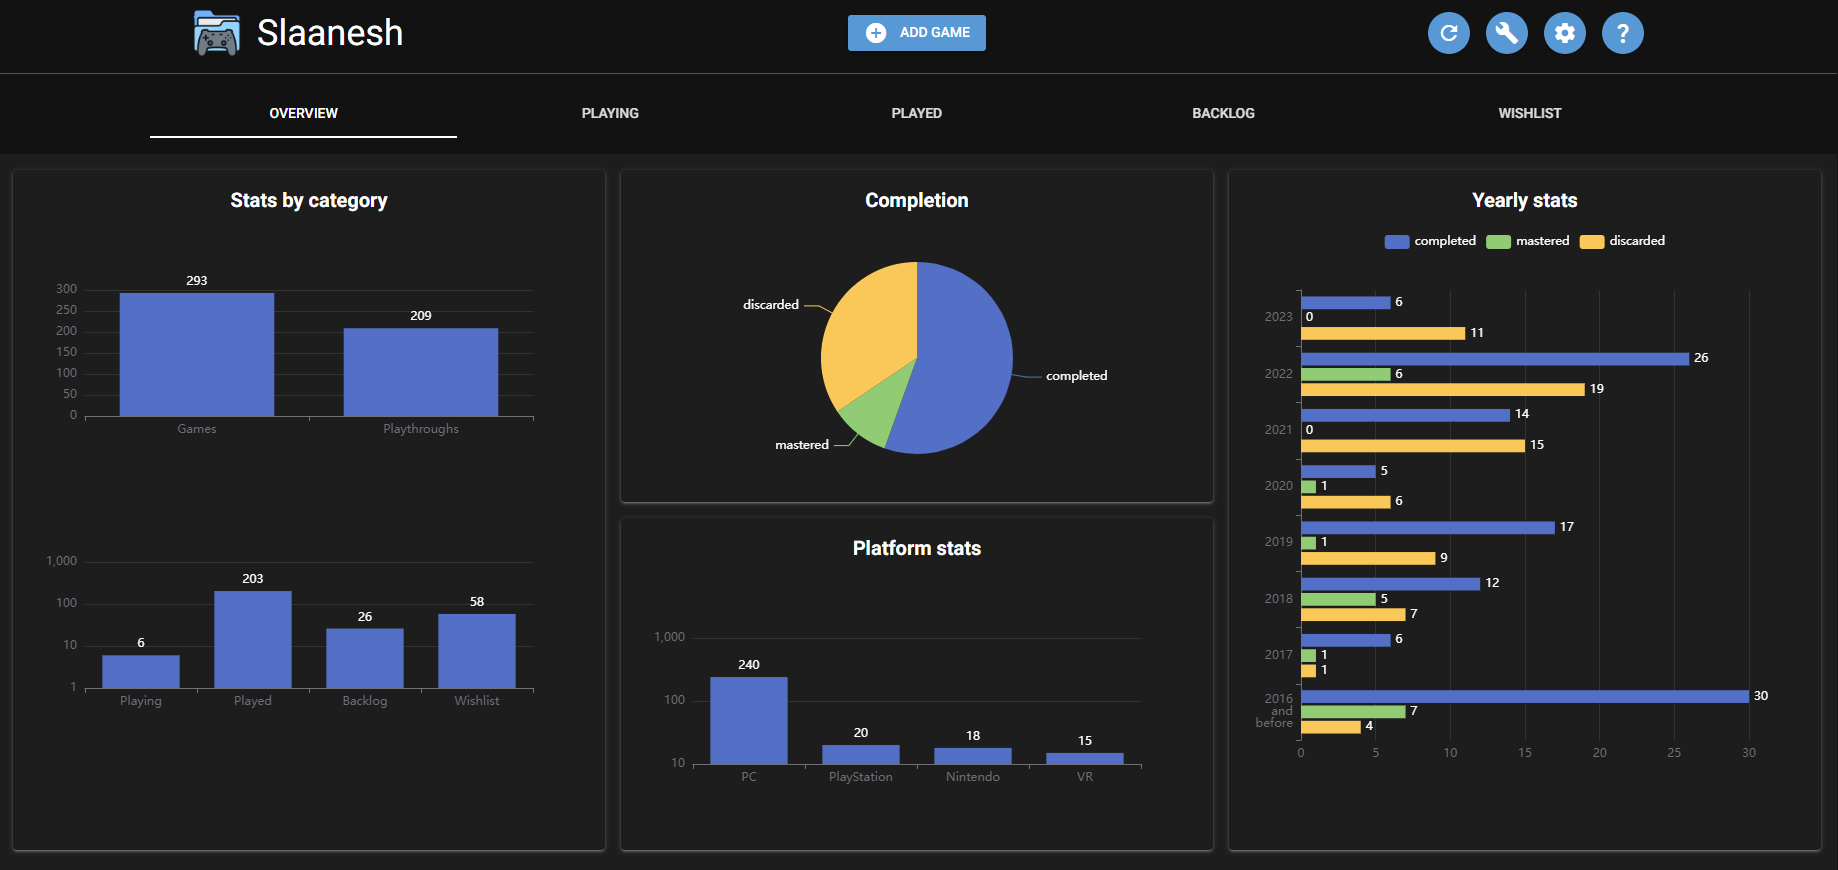 Slaanesh
ADD GAME
?
OVERVIEW
PLAYING
PLAYED
BACKLOG
WISHLIST
Stats by category
293
209
300
250
200
150
100
50
0
Games
Playthroughs
1,000
100
10
1
6
203
26
58
Playing
Played
Backlog
Wishlist
Completion
discarded
completed
mastered
Platform stats
1,000
100
10
240
20
18
15
PC
PlayStation
Nintendo
VR
Yearly stats
completed
mastered
discarded
2023
6
0
11
2022
26
6
19
2021
14
0
15
2020
5
1
6
2019
17
1
9
2018
12
5
7
2017
6
1
1
2016
and
before
30
7
4
0
5
10
15
20
25
30